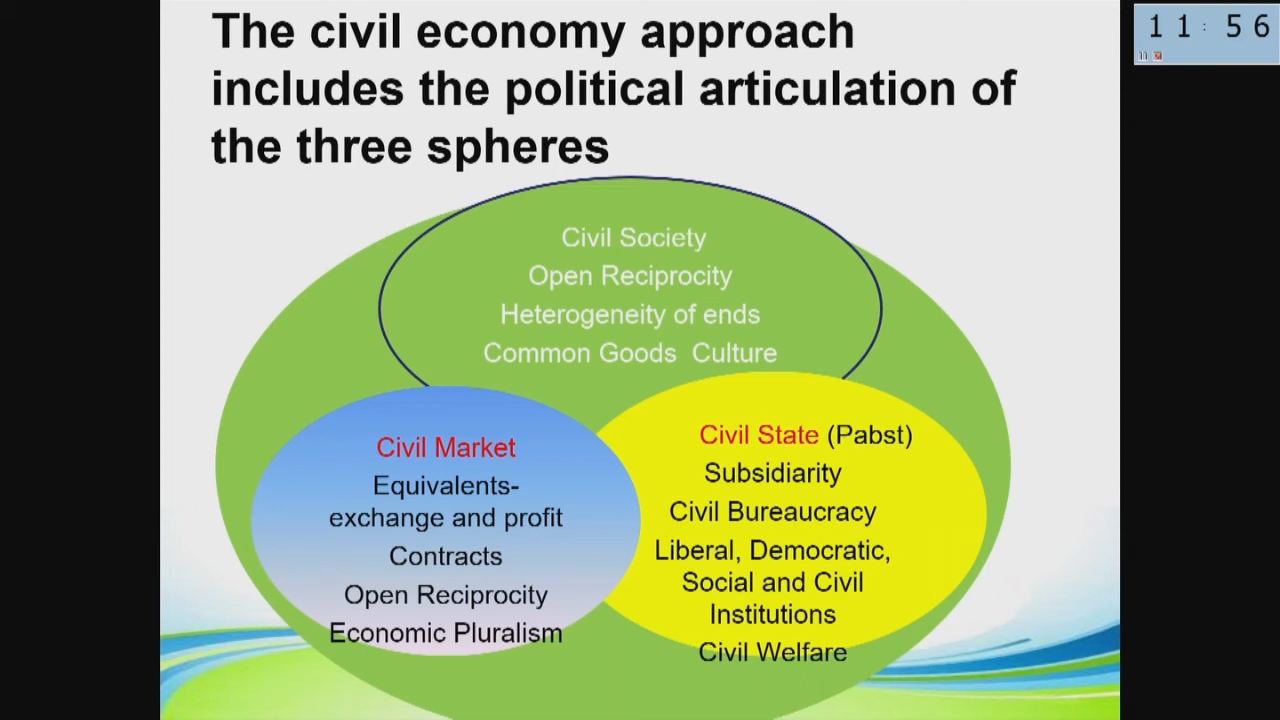 The civil economy approach
includes the political articulation of
the three spheres
11:56
Civil Society
Open Reciprocity
Heterogeneity of ends
Common Goods Culture
Civil Market
Equivalents-
exchange and profit
Contracts
Open Reciprocity
Economic Pluralism
Civil State (Pabst)
Subsidiarity
Civil Bureaucracy
Liberal, Democratic,
Social and Civil
Institutions
Civil Welfare